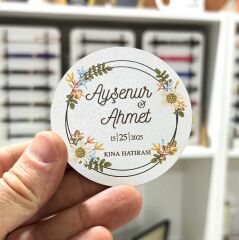 Ayşenur
&
Ahmet
15 | 25 | 2025
KINA HATIRASI